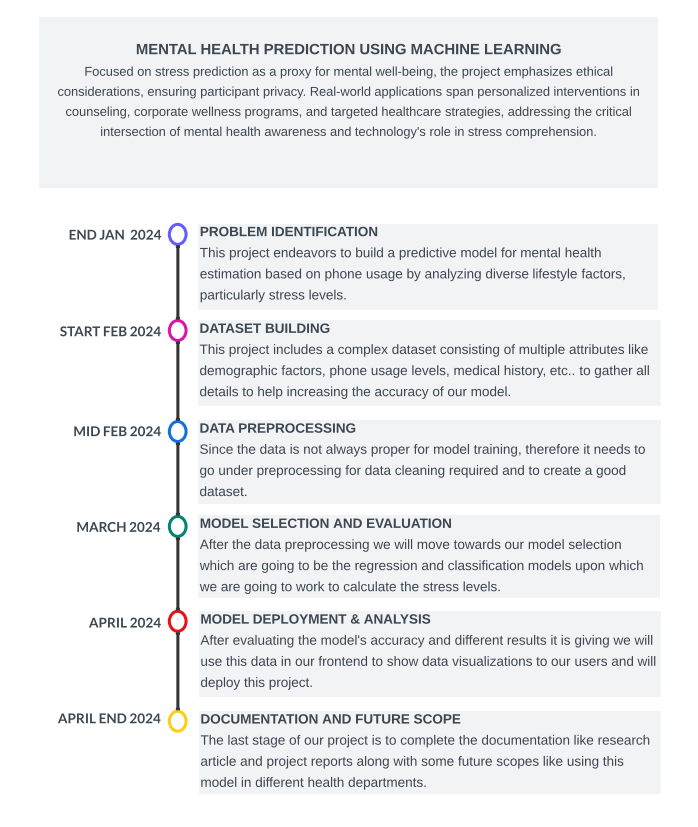 MENTAL HEALTH PREDICTION USING MACHINE LEARNING
Focused on stress prediction as a proxy for mental well-being, the project emphasizes ethical
considerations, ensuring participant privacy. Real-world applications span personalized interventions in
counseling, corporate wellness programs, and targeted healthcare strategies, addressing the critical
intersection of mental health awareness and technology's role in stress comprehension.
END JAN 2024
PROBLEM IDENTIFICATION
This project endeavors to build a predictive model for mental health
estimation based on phone usage by analyzing diverse lifestyle factors,
particularly stress levels.
START FEB 2024
DATASET BUILDING
This project includes a complex dataset consisting of multiple attributes like
demographic factors, phone usage levels, medical history, etc.. to gather all
details to help increasing the accuracy of our model.
MID FEB 2024
DATA PREPROCESSING
Since the data is not always proper for model training, therefore it needs to
go under preprocessing for data cleaning required and to create a good
dataset.
MARCH 2024
MODEL SELECTION AND EVALUATION
After the data preprocessing we will move towards our model selection
which are going to be the regression and classification models upon which
we are going to work to calculate the stress levels.
APRIL 2024
MODEL DEPLOYMENT & ANALYSIS
After evaluating the model's accuracy and different results it is giving we will
use this data in our frontend to show data visualizations to our users and will
deploy this project.
APRIL END 2024
DOCUMENTATION AND FUTURE SCOPE
The last stage of our project is to complete the documentation like research
article and project reports along with some future scopes like using this
model in different health departments.